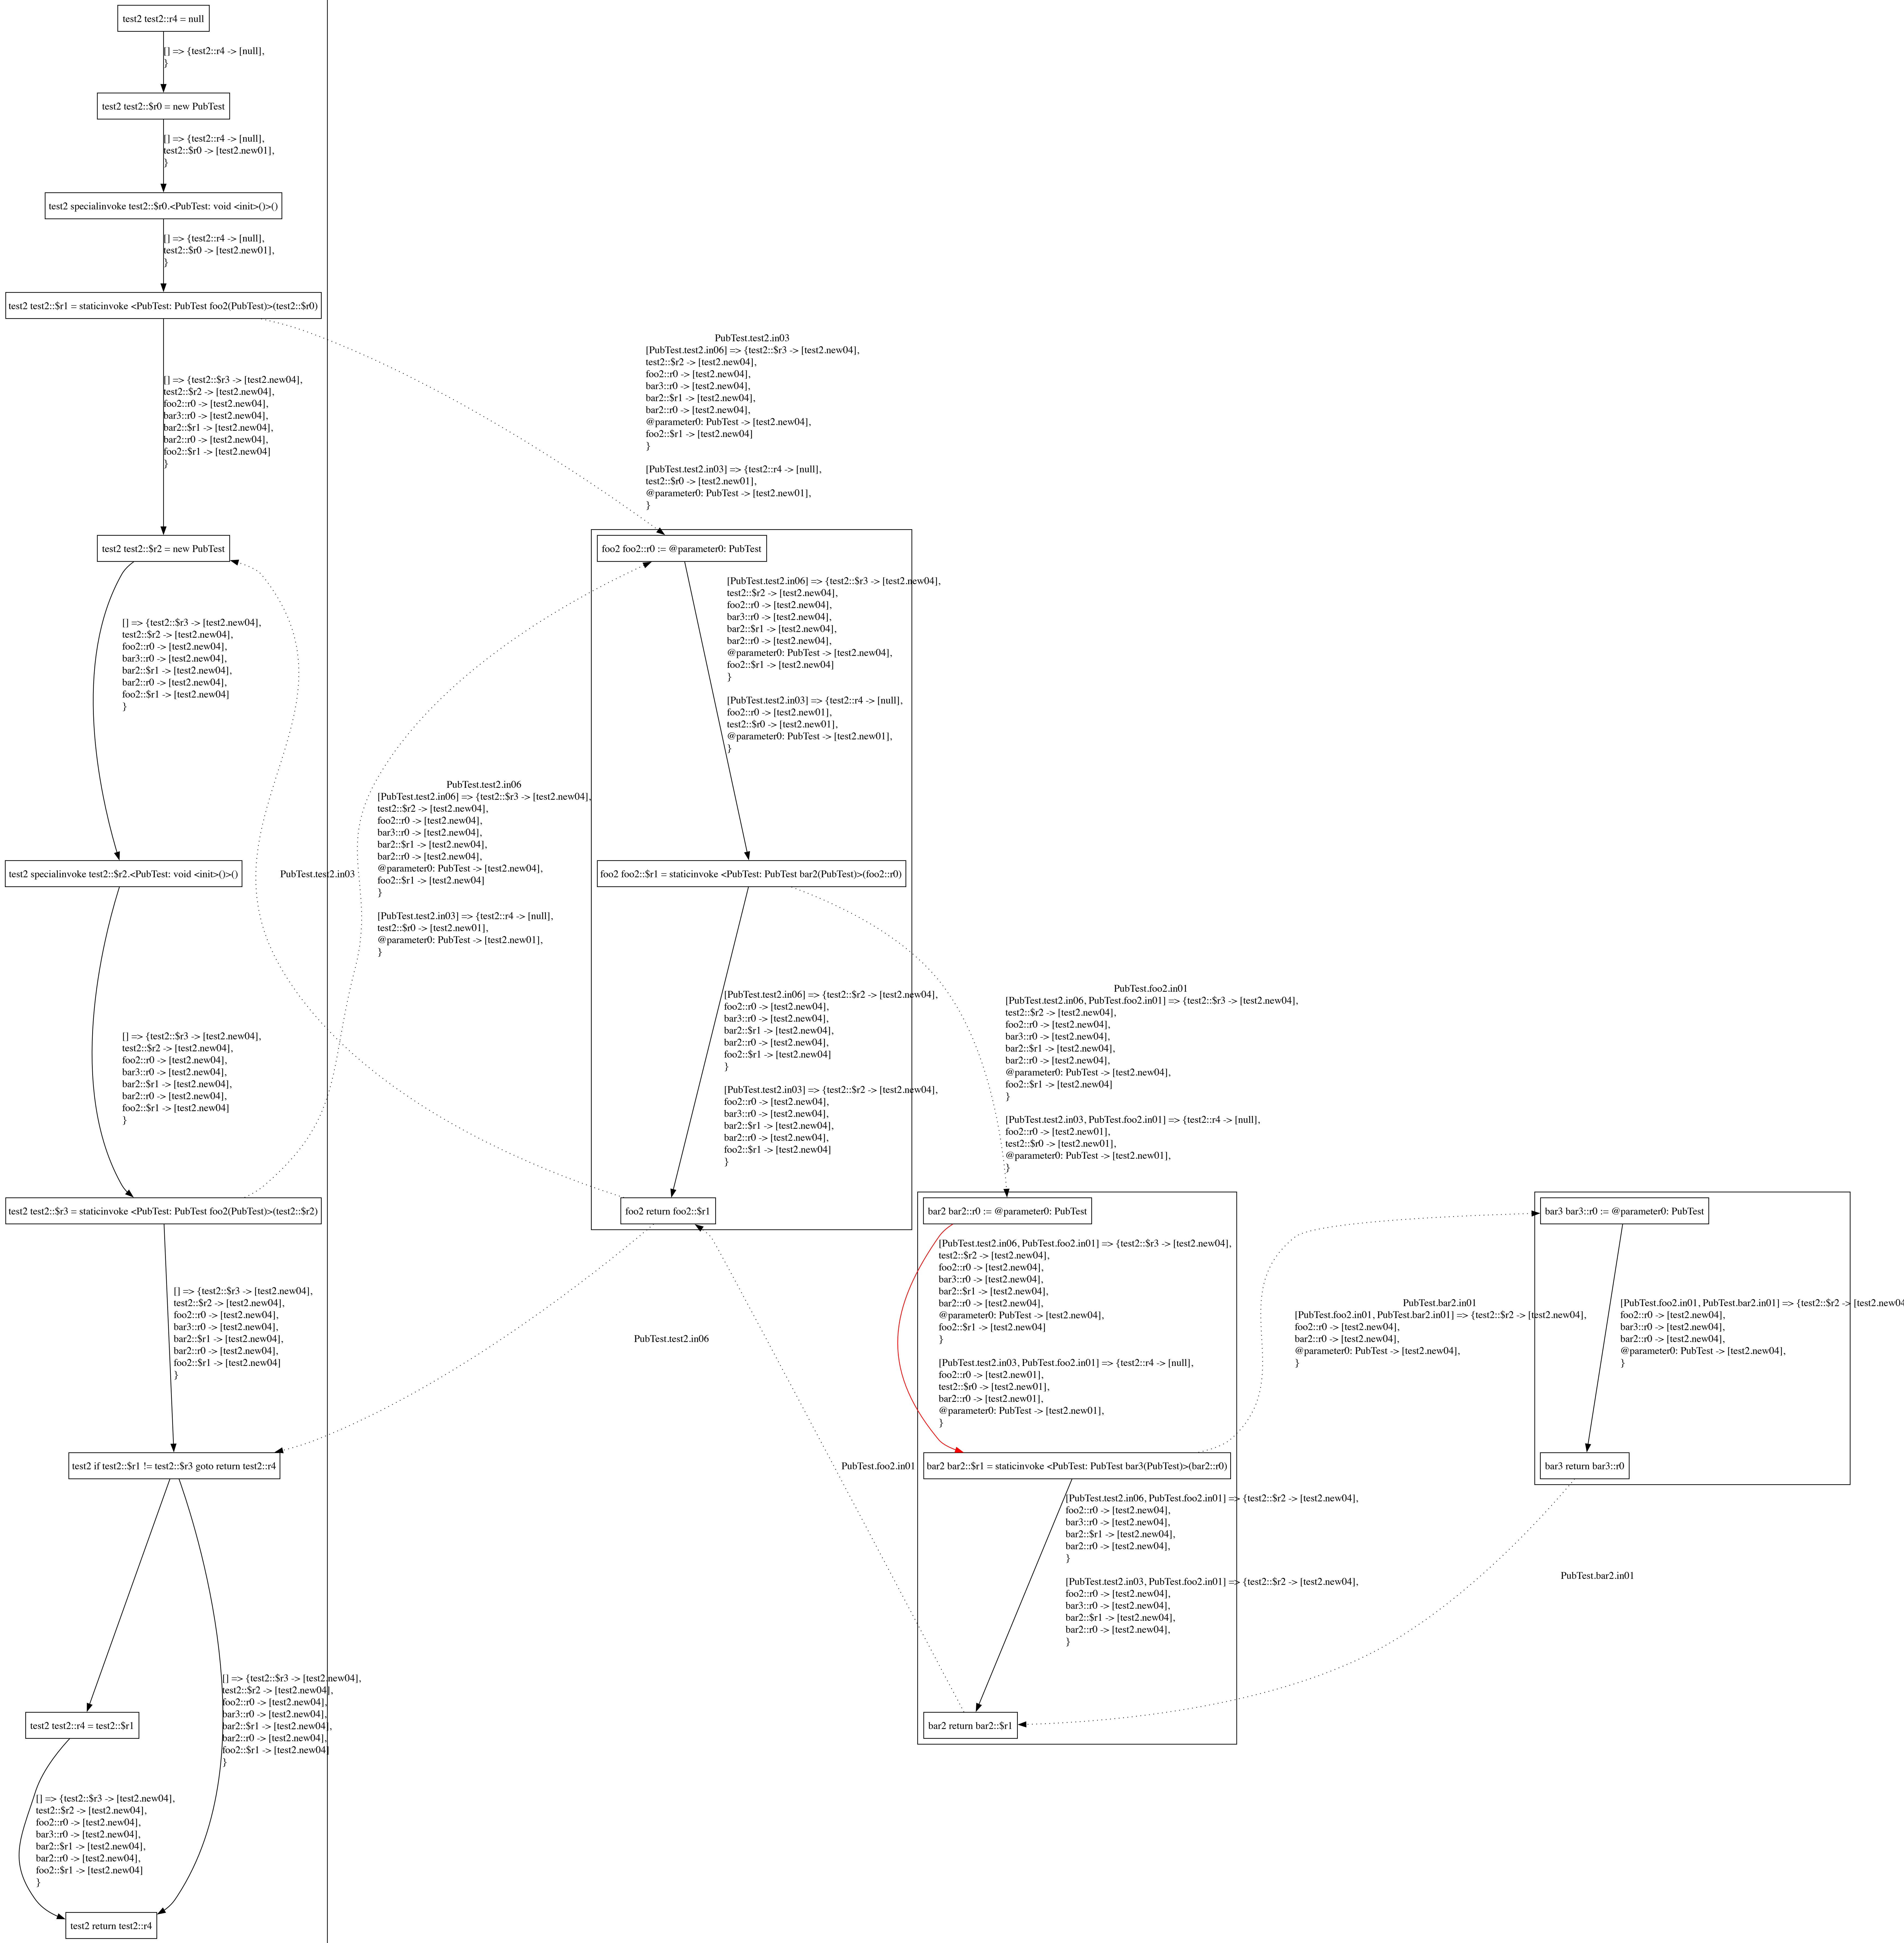 test2 test2::r4 = null
[] => {test2::r4 -> [null],
}
test2 test2::$r0 = new PubTest
[] => {test2::r4 -> [null],
test2::$r0 -> [test2.new01],
}
test2 specialinvoke test2::$r0.<PubTest: void <init>()>()
[] => {test2::r4 -> [null],
test2::$r0 -> [test2.new01],
}
test2 test2::$r1 = staticinvoke <PubTest: PubTest foo2(PubTest)>(test2::$r0)
[] => {test2::$r3 -> [test2.new04],
test2::$r2 -> [test2.new04],
foo2::r0 -> [test2.new04],
bar3::r0 -> [test2.new04],
bar2::$r1 -> [test2.new04],
bar2::r0 -> [test2.new04],
foo2::$r1 -> [test2.new04]
}
test2 test2::$r2 = new PubTest
[] => {test2::$r3 -> [test2.new04],
test2::$r2 -> [test2.new04],
foo2::r0 -> [test2.new04],
bar3::r0 -> [test2.new04],
bar2::$r1 -> [test2.new04],
bar2::r0 -> [test2.new04],
foo2::$r1 -> [test2.new04]
}
test2 specialinvoke test2::$r2.<PubTest: void <init>()>()
[] => {test2::$r3 -> [test2.new04],
test2::$r2 -> [test2.new04],
foo2::r0 -> [test2.new04],
bar3::r0 -> [test2.new04],
bar2::$r1 -> [test2.new04],
bar2::r0 -> [test2.new04],
foo2::$r1 -> [test2.new04]
}
test2 test2::$r3 = staticinvoke <PubTest: PubTest foo2(PubTest)>(test2::$r2)
[] => {test2::$r3 -> [test2.new04],
test2::$r2 -> [test2.new04],
foo2::r0 -> [test2.new04],
bar3::r0 -> [test2.new04],
bar2::$r1 -> [test2.new04],
bar2::r0 -> [test2.new04],
foo2::$r1 -> [test2.new04]
}
test2 if test2::$r1 != test2::$r3 goto return test2::r4
[] => {test2::$r3 -> [test2.new04],
test2::$r2 -> [test2.new04],
foo2::r0 -> [test2.new04],
bar3::r0 -> [test2.new04],
bar2::$r1 -> [test2.new04],
bar2::r0 -> [test2.new04],
foo2::$r1 -> [test2.new04]
}
test2 test2::r4 = test2::$r1
[] => {test2::$r3 -> [test2.new04],
test2::$r2 -> [test2.new04],
foo2::r0 -> [test2.new04],
bar3::r0 -> [test2.new04],
bar2::$r1 -> [test2.new04],
bar2::r0 -> [test2.new04],
foo2::$r1 -> [test2.new04]
}
test2 return test2::r4
PubTest.test2.in03
PubTest.test2.in06
[PubTest.test2.in06] => {test2::$r3 -> [test2.new04],
test2::$r2 -> [test2.new04],
foo2::r0 -> [test2.new04],
bar3::r0 -> [test2.new04],
bar2::$r1 -> [test2.new04],
bar2::r0 -> [test2.new04],
@parameter0: PubTest -> [test2.new04],
foo2::$r1 -> [test2.new04]
}
[PubTest.test2.in03] => {test2::r4 -> [null],
test2::$r0 -> [test2.new01],
@parameter0: PubTest -> [test2.new01],
}
PubTest.test2.in03
[PubTest.test2.in06] => {test2::$r3 -> [test2.new04],
test2::$r2 -> [test2.new04],
foo2::r0 -> [test2.new04],
bar3::r0 -> [test2.new04],
bar2::$r1 -> [test2.new04],
bar2::r0 -> [test2.new04],
@parameter0: PubTest -> [test2.new04],
foo2::$r1 -> [test2.new04]
}
[PubTest.test2.in03] => {test2::r4 -> [null],
test2::$r0 -> [test2.new01],
@parameter0: PubTest -> [test2.new01],
}
foo2 foo2::r0 := @parameter0: PubTest
[PubTest.test2.in06] => {test2::$r3 -> [test2.new04],
test2::$r2 -> [test2.new04],
foo2::r0 -> [test2.new04],
bar3::r0 -> [test2.new04],
bar2::$r1 -> [test2.new04],
bar2::r0 -> [test2.new04],
@parameter0: PubTest -> [test2.new04],
foo2::$r1 -> [test2.new04]
}
[PubTest.test2.in03] => {test2::r4 -> [null],
foo2::r0 -> [test2.new01],
test2::$r0 -> [test2.new01],
@parameter0: PubTest -> [test2.new01],
}
foo2 foo2::$r1 = staticinvoke <PubTest: PubTest bar2(PubTest)>(foo2::r0)
[PubTest.test2.in06] => {test2::$r2 -> [test2.new04],
foo2::r0 -> [test2.new04],
bar3::r0 -> [test2.new04],
bar2::$r1 -> [test2.new04],
bar2::r0 -> [test2.new04],
foo2::$r1 -> [test2.new04]
}
[PubTest.test2.in03] => {test2::$r2 -> [test2.new04],
foo2::r0 -> [test2.new04],
bar3::r0 -> [test2.new04],
bar2::$r1 -> [test2.new04],
bar2::r0 -> [test2.new04],
foo2::$r1 -> [test2.new04]
}
foo2 return foo2::$r1
PubTest.test2.in06
PubTest.foo2.in01
[PubTest.test2.in06, PubTest.foo2.in01] => {test2::$r3 -> [test2.new04],
test2::$r2 -> [test2.new04],
foo2::r0 -> [test2.new04],
bar3::r0 -> [test2.new04],
bar2::$r1 -> [test2.new04],
bar2::r0 -> [test2.new04],
@parameter0: PubTest -> [test2.new04],
foo2::$r1 -> [test2.new04]
}
[PubTest.test2.in03, PubTest.foo2.in01] => {test2::r4 -> [null],
foo2::r0 -> [test2.new01],
test2::$r0 -> [test2.new01],
@parameter0: PubTest -> [test2.new01],
}
bar2 bar2::r0 := @parameter0: PubTest
[PubTest.test2.in06, PubTest.foo2.in01] => {test2::$r3 -> [test2.new04],
test2::$r2 -> [test2.new04],
foo2::r0 -> [test2.new04],
bar3::r0 -> [test2.new04],
bar2::$r1 -> [test2.new04],
bar2::r0 -> [test2.new04],
@parameter0: PubTest -> [test2.new04],
foo2::$r1 -> [test2.new04]
}
[PubTest.test2.in03, PubTest.foo2.in01] => {test2::r4 -> [null],
foo2::r0 -> [test2.new01],
test2::$r0 -> [test2.new01],
bar2::r0 -> [test2.new01],
@parameter0: PubTest -> [test2.new01],
}
bar2 bar2::$r1 = staticinvoke <PubTest: PubTest bar3(PubTest)>(bar2::r0)
PubTest.foo2.in01
[PubTest.test2.in06, PubTest.foo2.in01] => {test2::$r2 -> [test2.new04],
foo2::r0 -> [test2.new04],
bar3::r0 -> [test2.new04],
bar2::$r1 -> [test2.new04],
bar2::r0 -> [test2.new04],
}
[PubTest.test2.in03, PubTest.foo2.in01] => {test2::$r2 -> [test2.new04],
foo2::r0 -> [test2.new04],
bar3::r0 -> [test2.new04],
bar2::$r1 -> [test2.new04],
bar2::r0 -> [test2.new04],
}
bar2 return bar2::$r1
PubTest.bar2.in01
[PubTest.foo2.in01, PubTest.bar2.in01] => {test2::$r2 -> [test2.new04],
foo2::r0 -> [test2.new04],
bar2::r0 -> [test2.new04],
@parameter0: PubTest -> [test2.new04],
}
bar3 bar3::r0 := @parameter0: PubTest
[PubTest.foo2.in01, PubTest.bar2.in01] => {test2::$r2 -> [test2.new04
foo2::r0 -> [test2.new04],
bar3::r0 -> [test2.new04],
bar2::r0 -> [test2.new04],
@parameter0: PubTest -> [test2.new04],
}
bar3 return bar3::r0
PubTest.bar2.in01